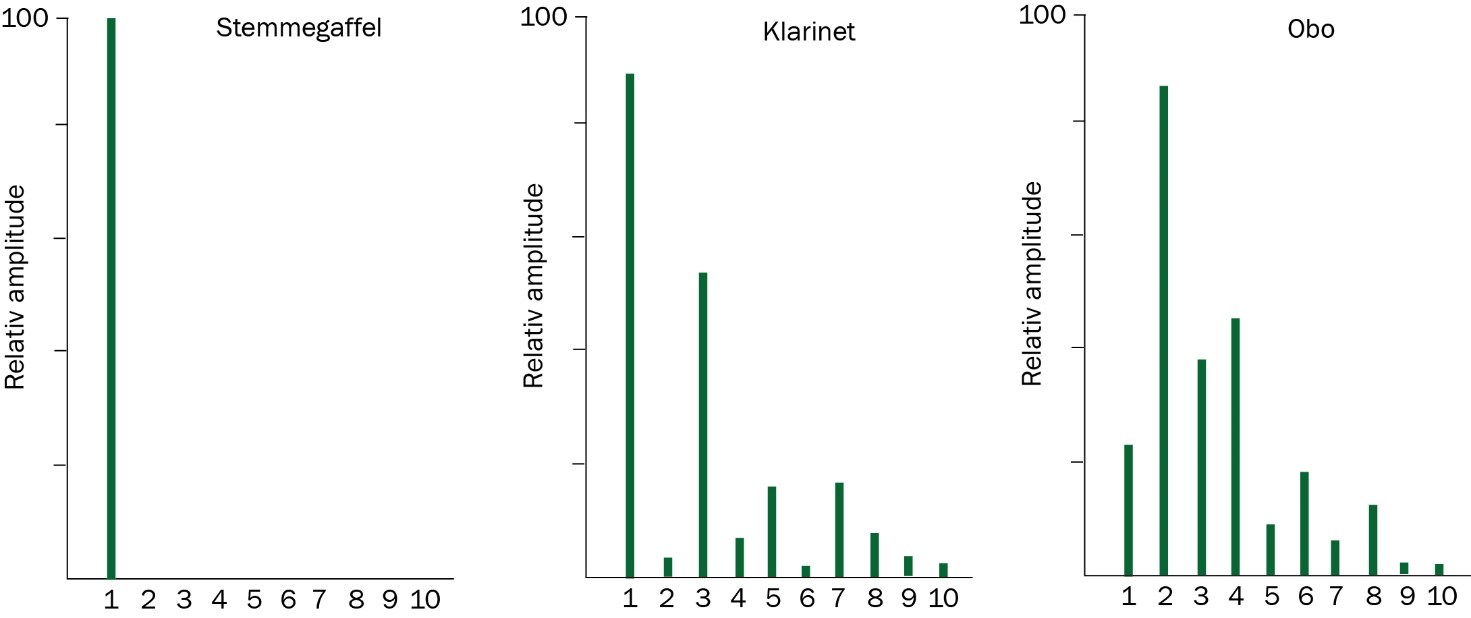 100
Stemmegaffel
Relativ amplitude
1 2 3 4 5 6 7 8 9 10
100
Klarinet
Relativ amplitude
1 2 3 4 5 6 7 8 9 10
100
Obo
Relativ amplitude
1 2 3 4 5 6 7 8 9 10